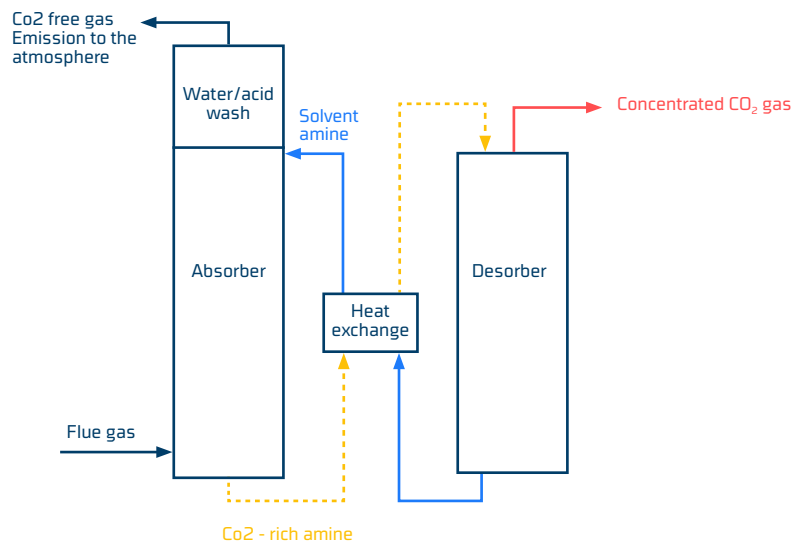 Co2 free gas
Emission to the
atmosphere
Water/acid
wash
Solvent
amine
Concentrated CO₂ gas
Absorber
Desorber
Heat
exchange
Flue gas
Co2 - rich amine